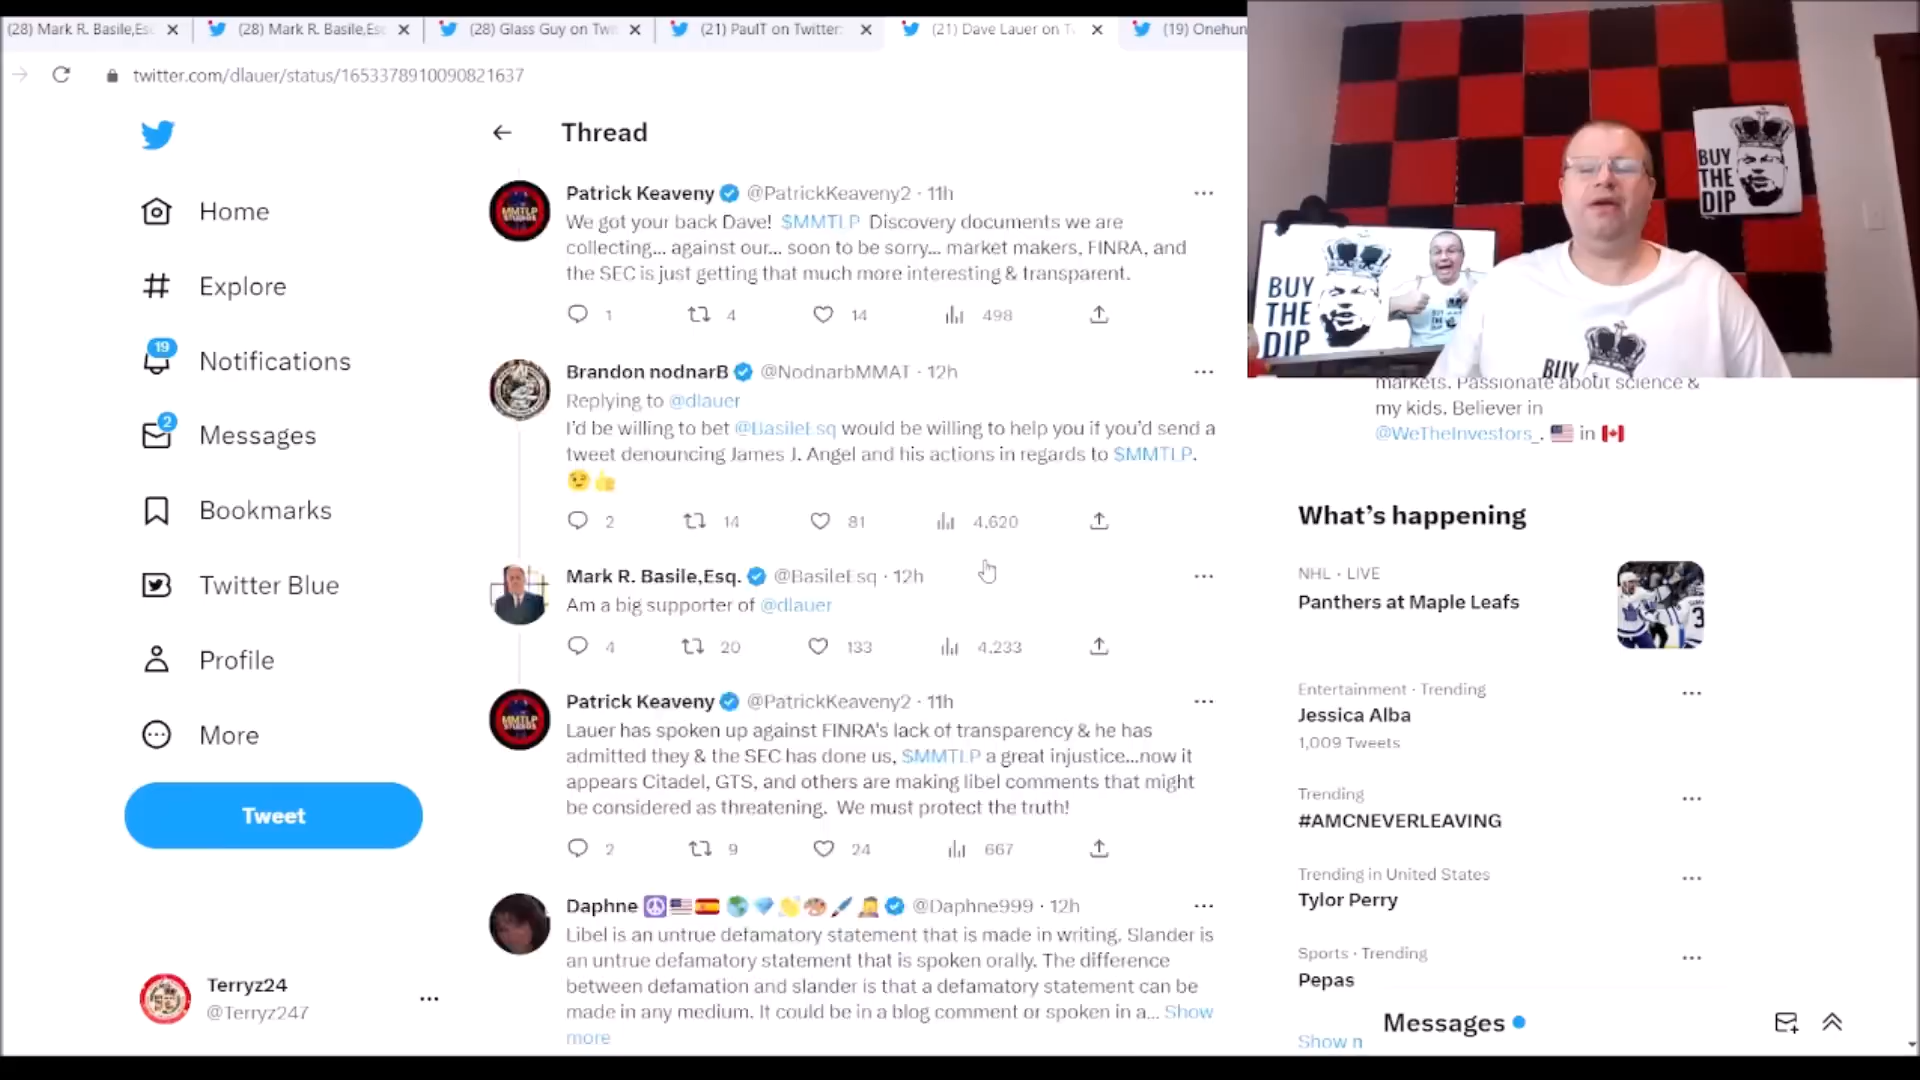 (28) Mark R. Basile,Es
(28) Mark R. Basile,Es
(28) Glass Guy on Twi
(21) PaulT on Twitter:
(21) Dave Lauer on T
(19) Onehun
twitter.com/dlauer/status/1653378910090821637
Thread
Home
Explore
19
Notifications
2
Messages
Bookmarks
Twitter Blue
Profile
More
Tweet
Terryz24
@Terryz247
Patrick Keaveny @PatrickKeaveny2 · 11h
We got your back Dave! $MMTLP Discovery documents we are
collecting... against our... soon to be sorry... market makers, FINRA, and
the SEC is just getting that much more interesting & transparent.
1 4 14 498
Brandon nodnarB @NodnarbMMAT · 12h
Replying to @dlauer
I'd be willing to bet @BasileEsq would be willing to help you if you'd send a
tweet denouncing James J. Angel and his actions in regards to $MMTLP.
2 14 81 4,620
Mark R. Basile,Esq. @BasileEsq · 12h
Am a big supporter of @dlauer
4 20 133 4,233
Patrick Keaveny @PatrickKeaveny2 · 11h
Lauer has spoken up against FINRA's lack of transparency & he has
admitted they & the SEC has done us, $MMTLP a great injustice...now it
appears Citadel, GTS, and others are making libel comments that might
be considered as threatening. We must protect the truth!
2 9 24 667
Daphne @Daphne999 · 12h
Libel is an untrue defamatory statement that is made in writing. Slander is
an untrue defamatory statement that is spoken orally. The difference
between defamation and slander is that a defamatory statement can be
made in any medium. It could be in a blog comment or spoken in a... Show
more
BUY
THE
DIP
BUY
THE
DIP
BUY
markets. Passionate about science &
my kids. Believer in
@WeTheInvestors_. in
What's happening
NHL · LIVE
Panthers at Maple Leafs
Entertainment · Trending
Jessica Alba
1,009 Tweets
Trending
#AMCNEVERLEAVING
Trending in United States
Tylor Perry
Sports · Trending
Pepas
Messages